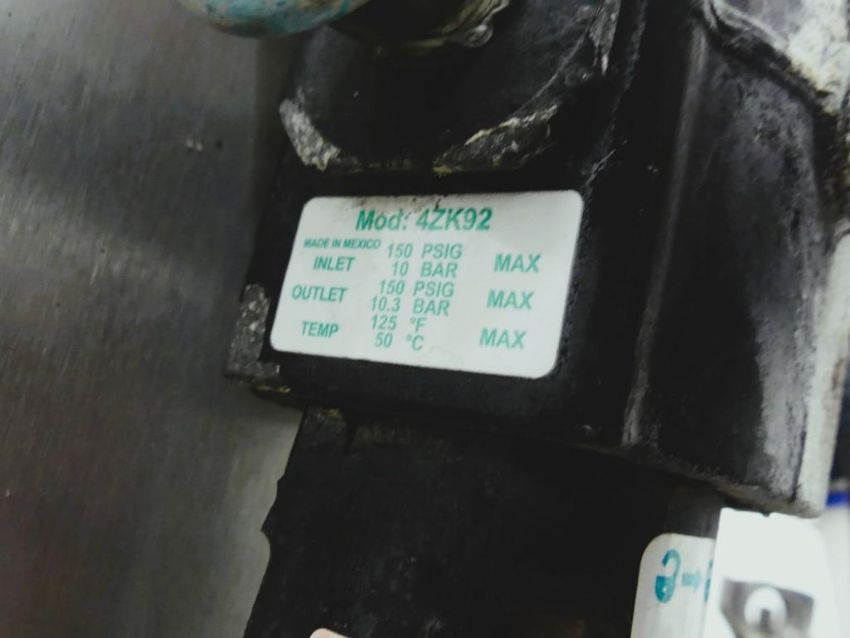 Mod: 4ZK92
MADE IN MEXICO 150 PSIG
INLET 10 BAR MAX
150 PSIG
OUTLET 10.3 BAR MAX
125 °F
TEMP 50 °C MAX